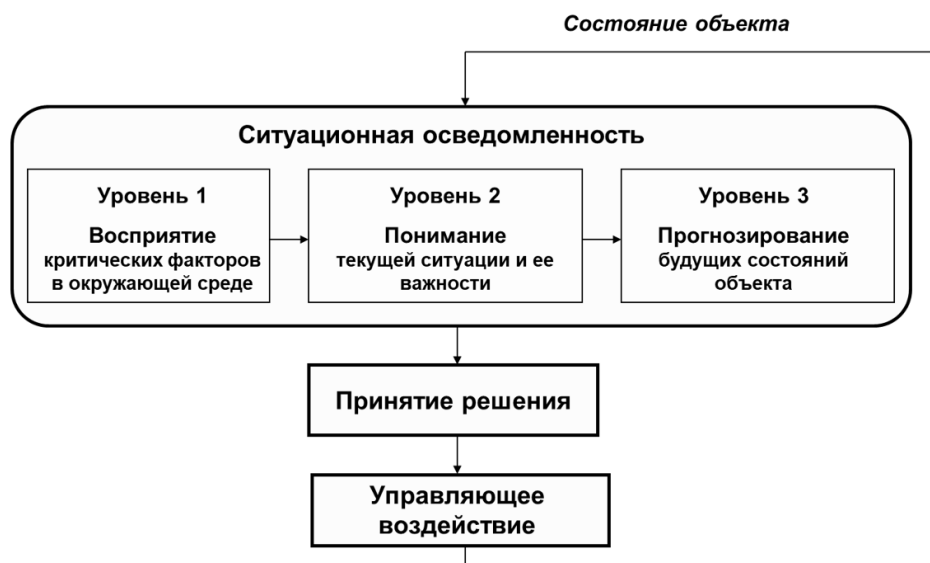 Состояние объекта
Ситуационная осведомленность
Уровень 1
Восприятие
критических факторов
в окружающей среде
Уровень 2
Понимание
текущей ситуации и ее
важности
Уровень 3
Прогнозирование
будущих состояний
объекта
Принятие решения
Управляющее
воздействие